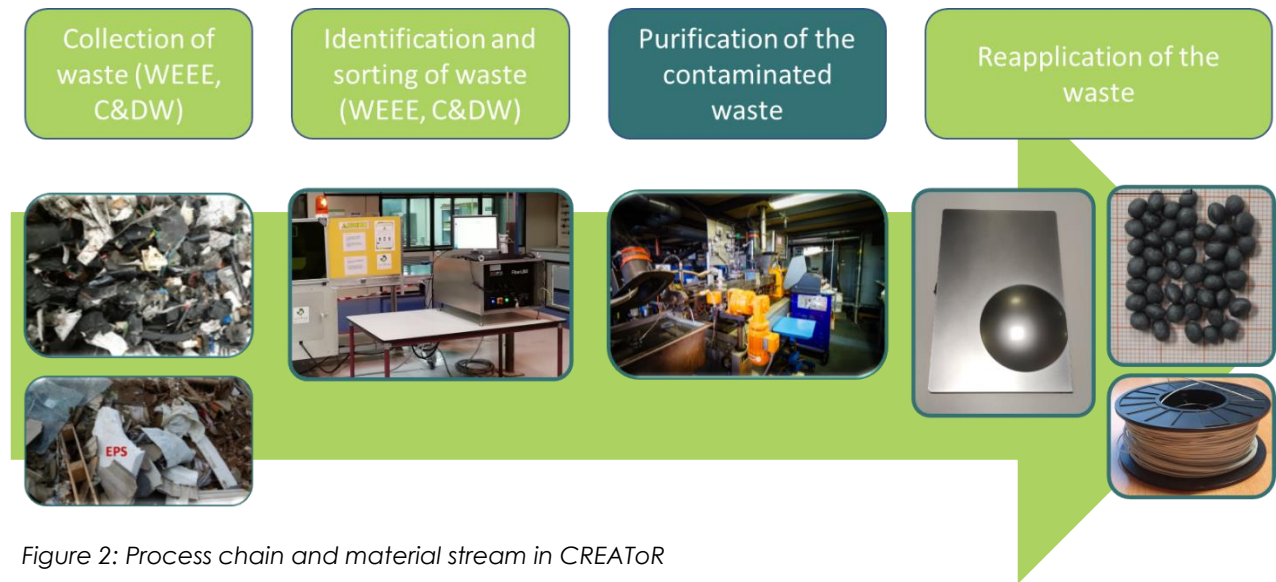 Collection of
waste (WEEE,
C&DW)
Identification and
sorting of waste
(WEEE, C&DW)
Purification of the
contaminated
waste
Reapplication of the
waste
EPS
Figure 2: Process chain and material stream in CREAToR